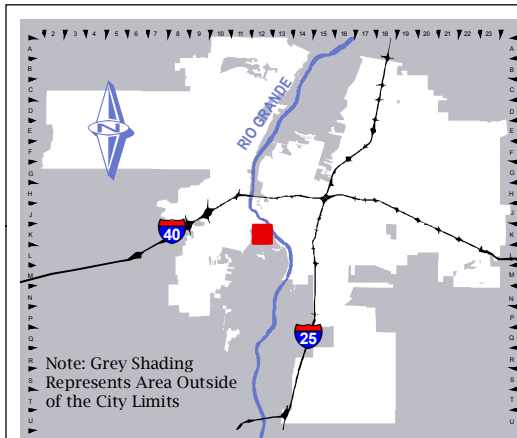 2 3 4 5 6 7 8 9 10 11 12 13 14 15 16 17 18 19 20 21 22 23
A A
B B
C C
D D
E E
F F
G G
H H
J J
K K
L L
M M
N N
P P
Q Q
R R
S S
T T
U U
N
RIO GRANDE
40
25
Note: Grey Shading
Represents Area Outside
of the City Limits